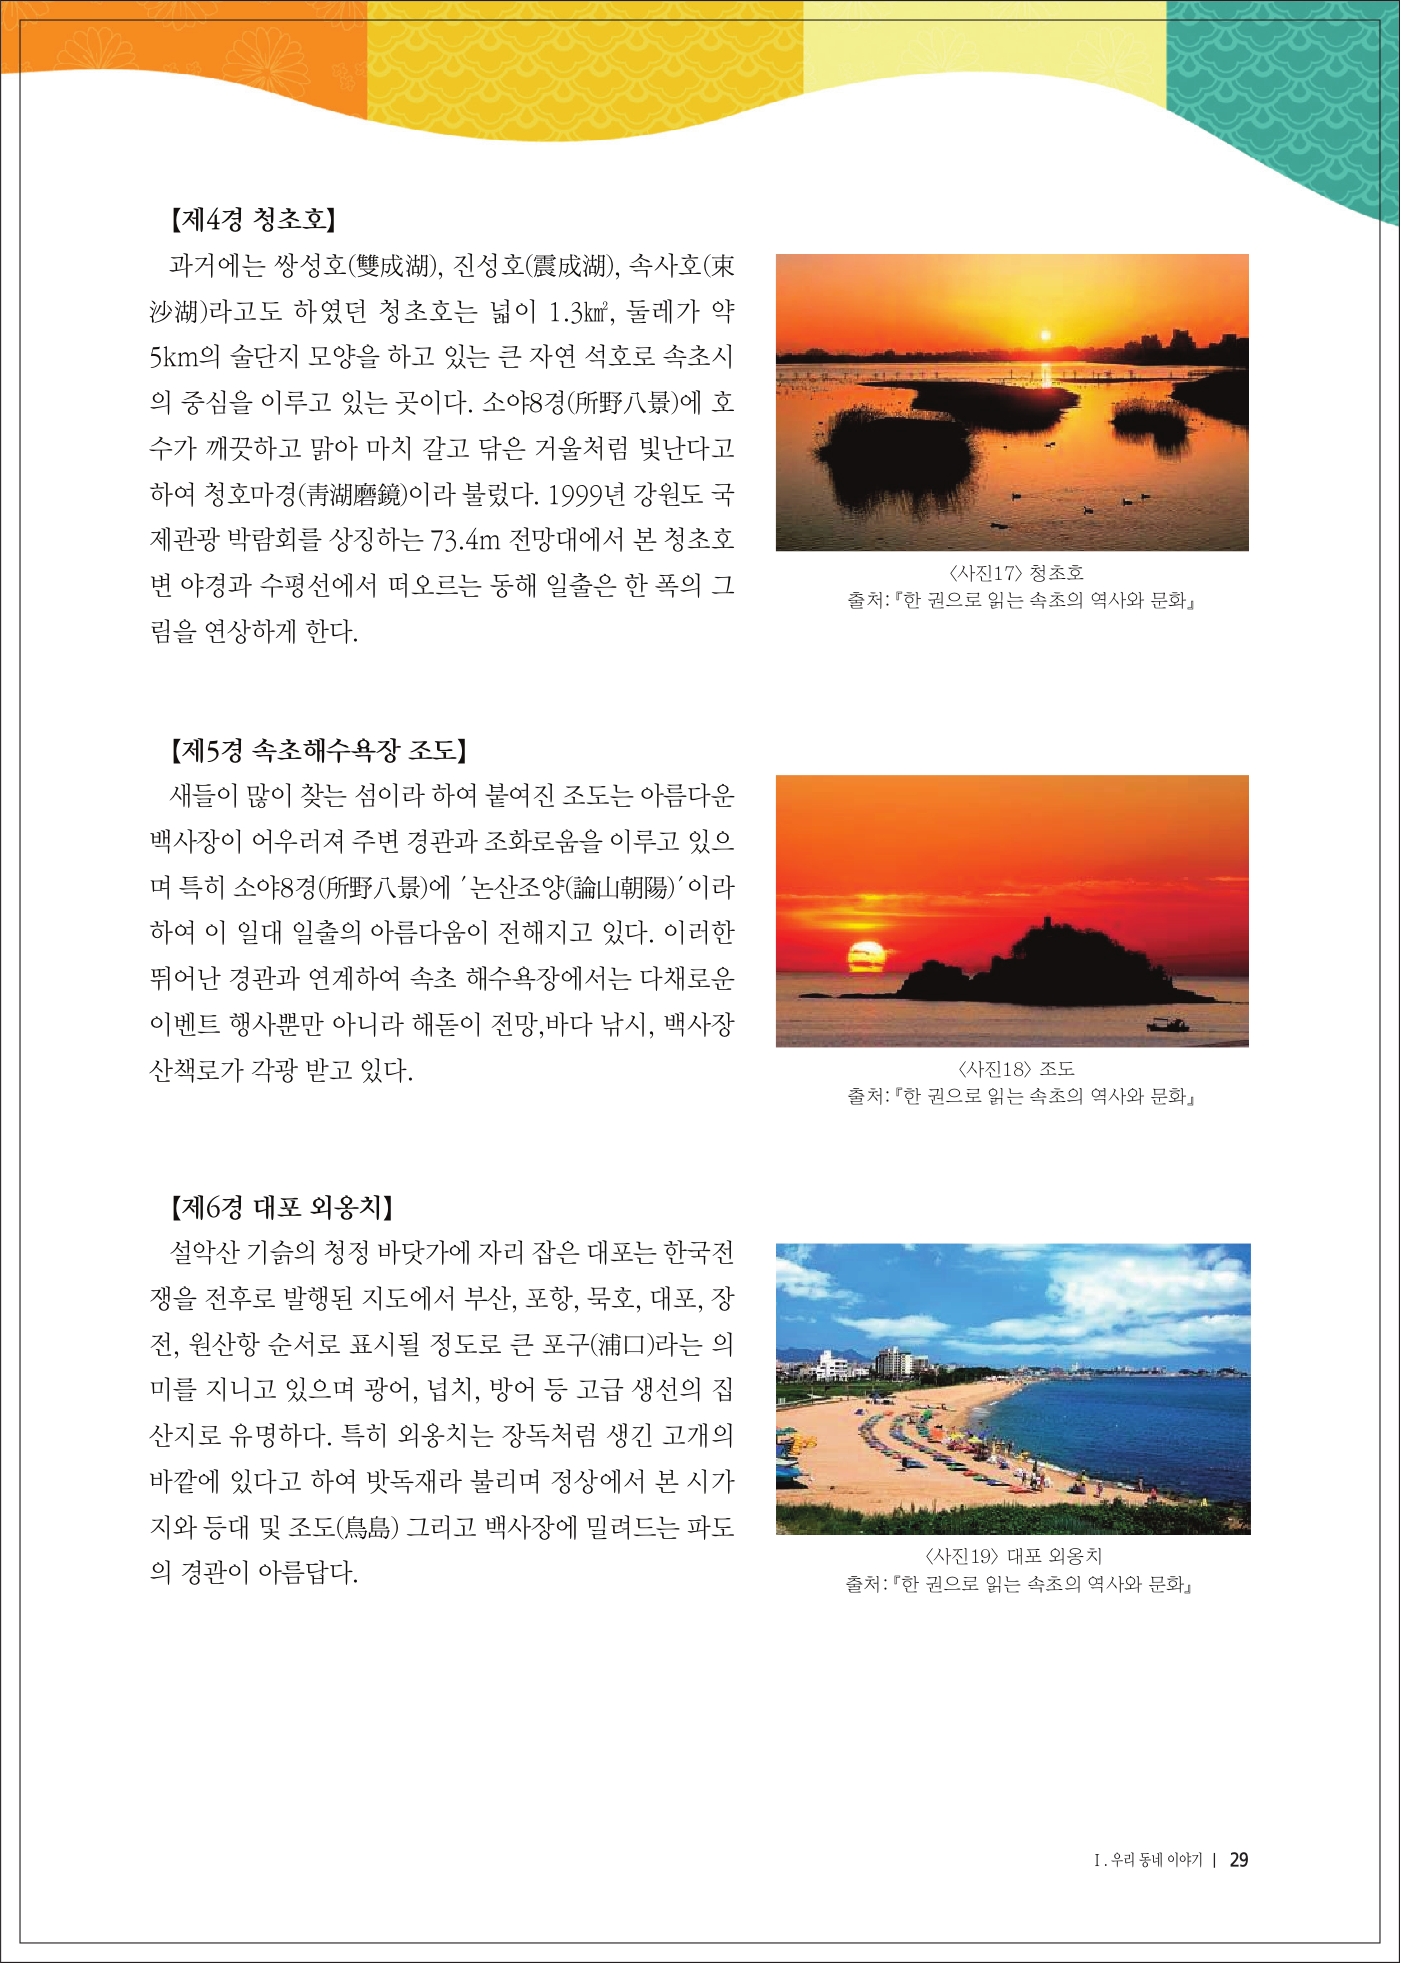 【제4경 청초호】
과거에는 쌍성호(雙成湖), 진성호(震成湖), 속사호(束
沙湖)라고도 하였던 청초호는 넓이 1.3㎢, 둘레가 약
5km의 술단지 모양을 하고 있는 큰 자연 석호로 속초시
의 중심을 이루고 있는 곳이다. 소야8경(所野八景)에 호
수가 깨끗하고 맑아 마치 갈고 닦은 거울처럼 빛난다고
하여 청호마경(靑湖磨鏡)이라 불렀다. 1999년 강원도 국
제관광 박람회를 상징하는 73.4m 전망대에서 본 청초호
변 야경과 수평선에서 떠오르는 동해 일출은 한 폭의 그
림을 연상하게 한다.
〈사진17〉 청초호
출처:『한 권으로 읽는 속초의 역사와 문화』
【제5경 속초해수욕장 조도】
새들이 많이 찾는 섬이라 하여 붙여진 조도는 아름다운
백사장이 어우러져 주변 경관과 조화로움을 이루고 있으
며 특히 소야8경(所野八景)에 ′논산조양(論山朝陽)′이라
하여 이 일대 일출의 아름다움이 전해지고 있다. 이러한
뛰어난 경관과 연계하여 속초 해수욕장에서는 다채로운
이벤트 행사뿐만 아니라 해돋이 전망,바다 낚시, 백사장
산책로가 각광 받고 있다.
〈사진18〉 조도
출처:『한 권으로 읽는 속초의 역사와 문화』
【제6경 대포 외옹치】
설악산 기슭의 청정 바닷가에 자리 잡은 대포는 한국전
쟁을 전후로 발행된 지도에서 부산, 포항, 묵호, 대포, 장
전, 원산항 순서로 표시될 정도로 큰 포구(浦口)라는 의
미를 지니고 있으며 광어, 넙치, 방어 등 고급 생선의 집
산지로 유명하다. 특히 외옹치는 장독처럼 생긴 고개의
바깥에 있다고 하여 밧독재라 불리며 정상에서 본 시가
지와 등대 및 조도(鳥島) 그리고 백사장에 밀려드는 파도
의 경관이 아름답다.
〈사진19〉 대포 외옹치
출처:『한 권으로 읽는 속초의 역사와 문화』
Ⅰ. 우리 동네 이야기 | 29